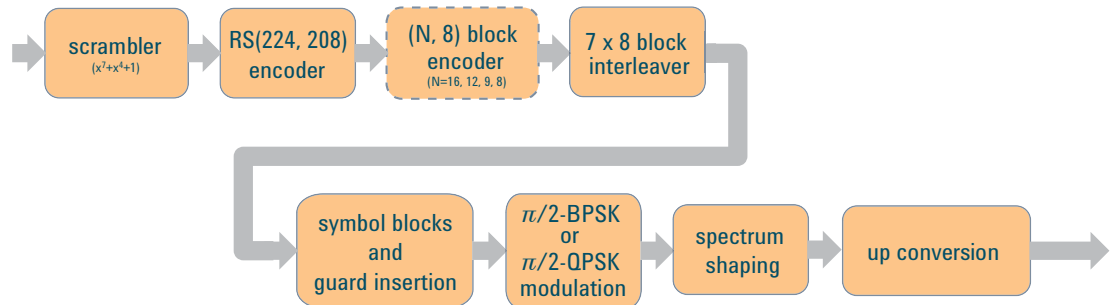 scrambler
(x⁷+x⁴+1)
RS(224, 208)
encoder
(N, 8) block
encoder
(N=16, 12, 9, 8)
7 x 8 block
interleaver
symbol blocks
and
guard insertion
π/2-BPSK
or
π/2-QPSK
modulation
spectrum
shaping
up conversion